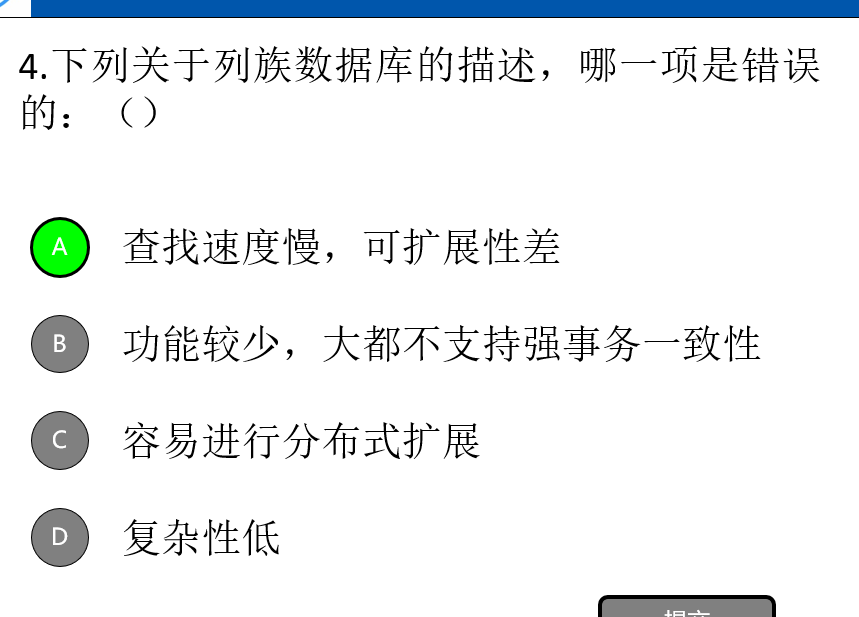 4.下列关于列族数据库的描述，哪一项是错误
的：（）
A 查找速度慢，可扩展性差
B 功能较少，大都不支持强事务一致性
C 容易进行分布式扩展
D 复杂性低